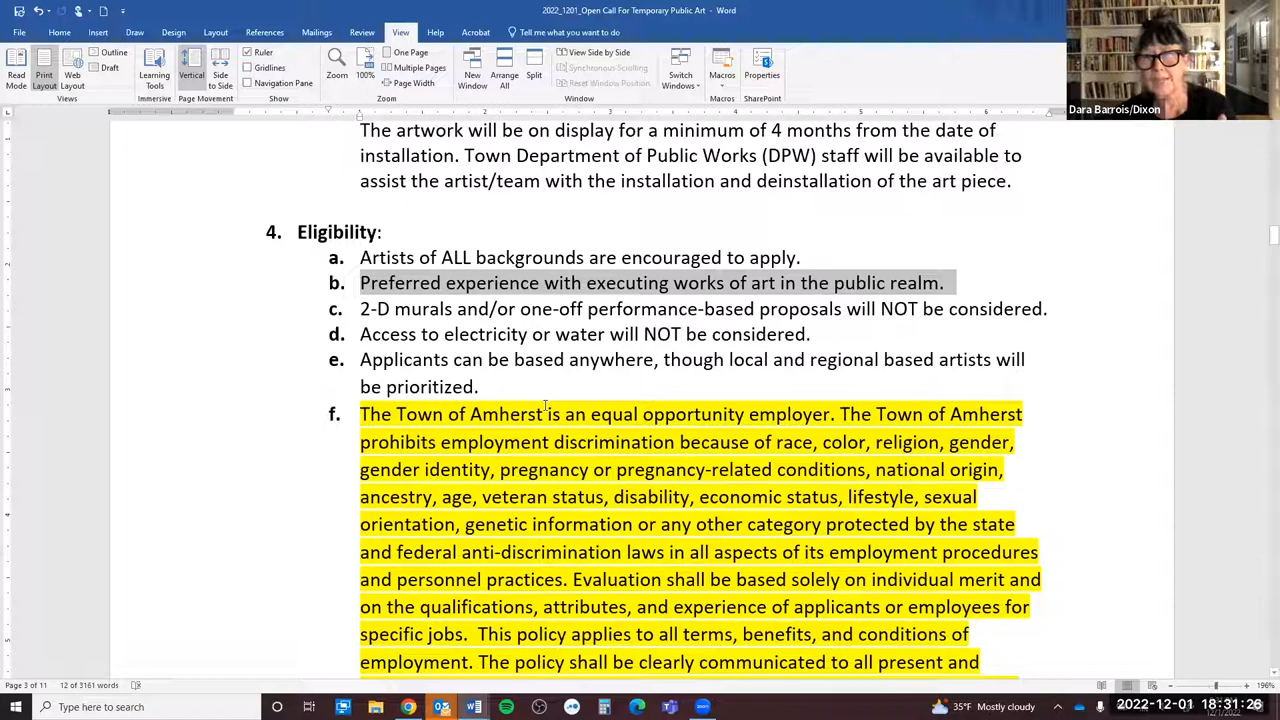 2022_1201_Open Call For Temporary Public Art - Word
File Home Insert Draw Design Layout References Mailings Review View Help Acrobat Tell me what you want to do
Read Mode
Print Layout
Web Layout
Outline
Draft
Views
Learning Tools
Immersive
Vertical
Side to Side
Page Movement
Ruler
Gridlines
Navigation Pane
Show
Zoom
100%
One Page
Multiple Pages
Page Width
Zoom
New Window
Arrange All
Split
View Side by Side
Synchronous Scrolling
Reset Window Position
Window
Switch Windows
Macros
Macros
Properties
SharePoint
Dara Barrois/Dixon
The artwork will be on display for a minimum of 4 months from the date of
installation. Town Department of Public Works (DPW) staff will be available to
assist the artist/team with the installation and deinstallation of the art piece.
4. Eligibility:
a. Artists of ALL backgrounds are encouraged to apply.
b. Preferred experience with executing works of art in the public realm.
c. 2-D murals and/or one-off performance-based proposals will NOT be considered.
d. Access to electricity or water will NOT be considered.
e. Applicants can be based anywhere, though local and regional based artists will
be prioritized.
f. The Town of Amherst is an equal opportunity employer. The Town of Amherst
prohibits employment discrimination because of race, color, religion, gender,
gender identity, pregnancy or pregnancy-related conditions, national origin,
ancestry, age, veteran status, disability, economic status, lifestyle, sexual
orientation, genetic information or any other category protected by the state
and federal anti-discrimination laws in all aspects of its employment procedures
and personnel practices. Evaluation shall be based solely on individual merit and
on the qualifications, attributes, and experience of applicants or employees for
specific jobs. This policy applies to all terms, benefits, and conditions of
employment. The policy shall be clearly communicated to all present and
Page 3 of 11 12 of 3161 words
196%
Type here to search
35°F Mostly cloudy
2022-12-01 18:31:26